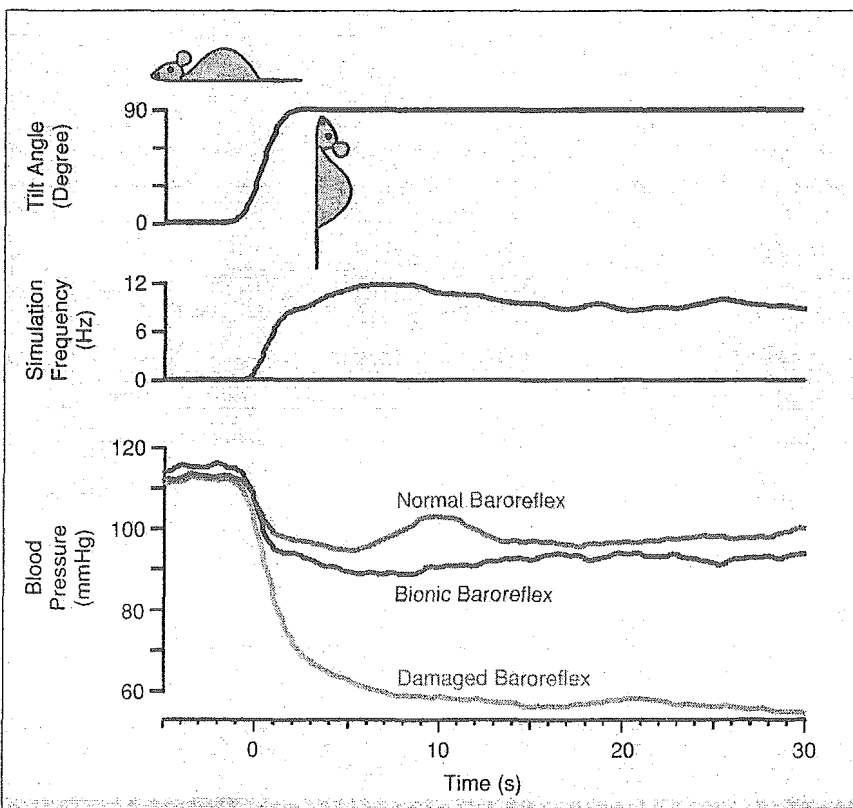 90
0
Tilt Angle
(Degree)
12
6
0
Simulation
Frequency
(Hz)
120
100
80
60
Blood
Pressure
(mmHg)
Normal Baroreflex
Bionic Baroreflex
Damaged Baroreflex
0
10
20
30
Time (s)